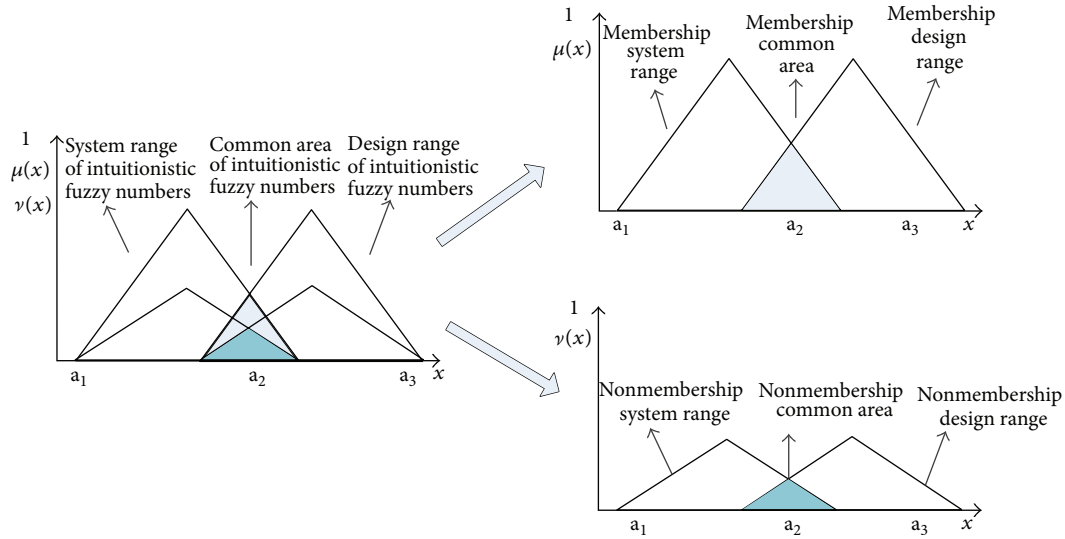 1
μ(x)
ν(x)
System range
of intuitionistic
fuzzy numbers
Common area
of intuitionistic
fuzzy numbers
Design range
of intuitionistic
fuzzy numbers
a1
a2
a3
x
1
μ(x)
Membership
system
range
Membership
common
area
Membership
design
range
a1
a2
a3
x
1
ν(x)
Nonmembership
system range
Nonmembership
common area
Nonmembership
design range
a1
a2
a3
x